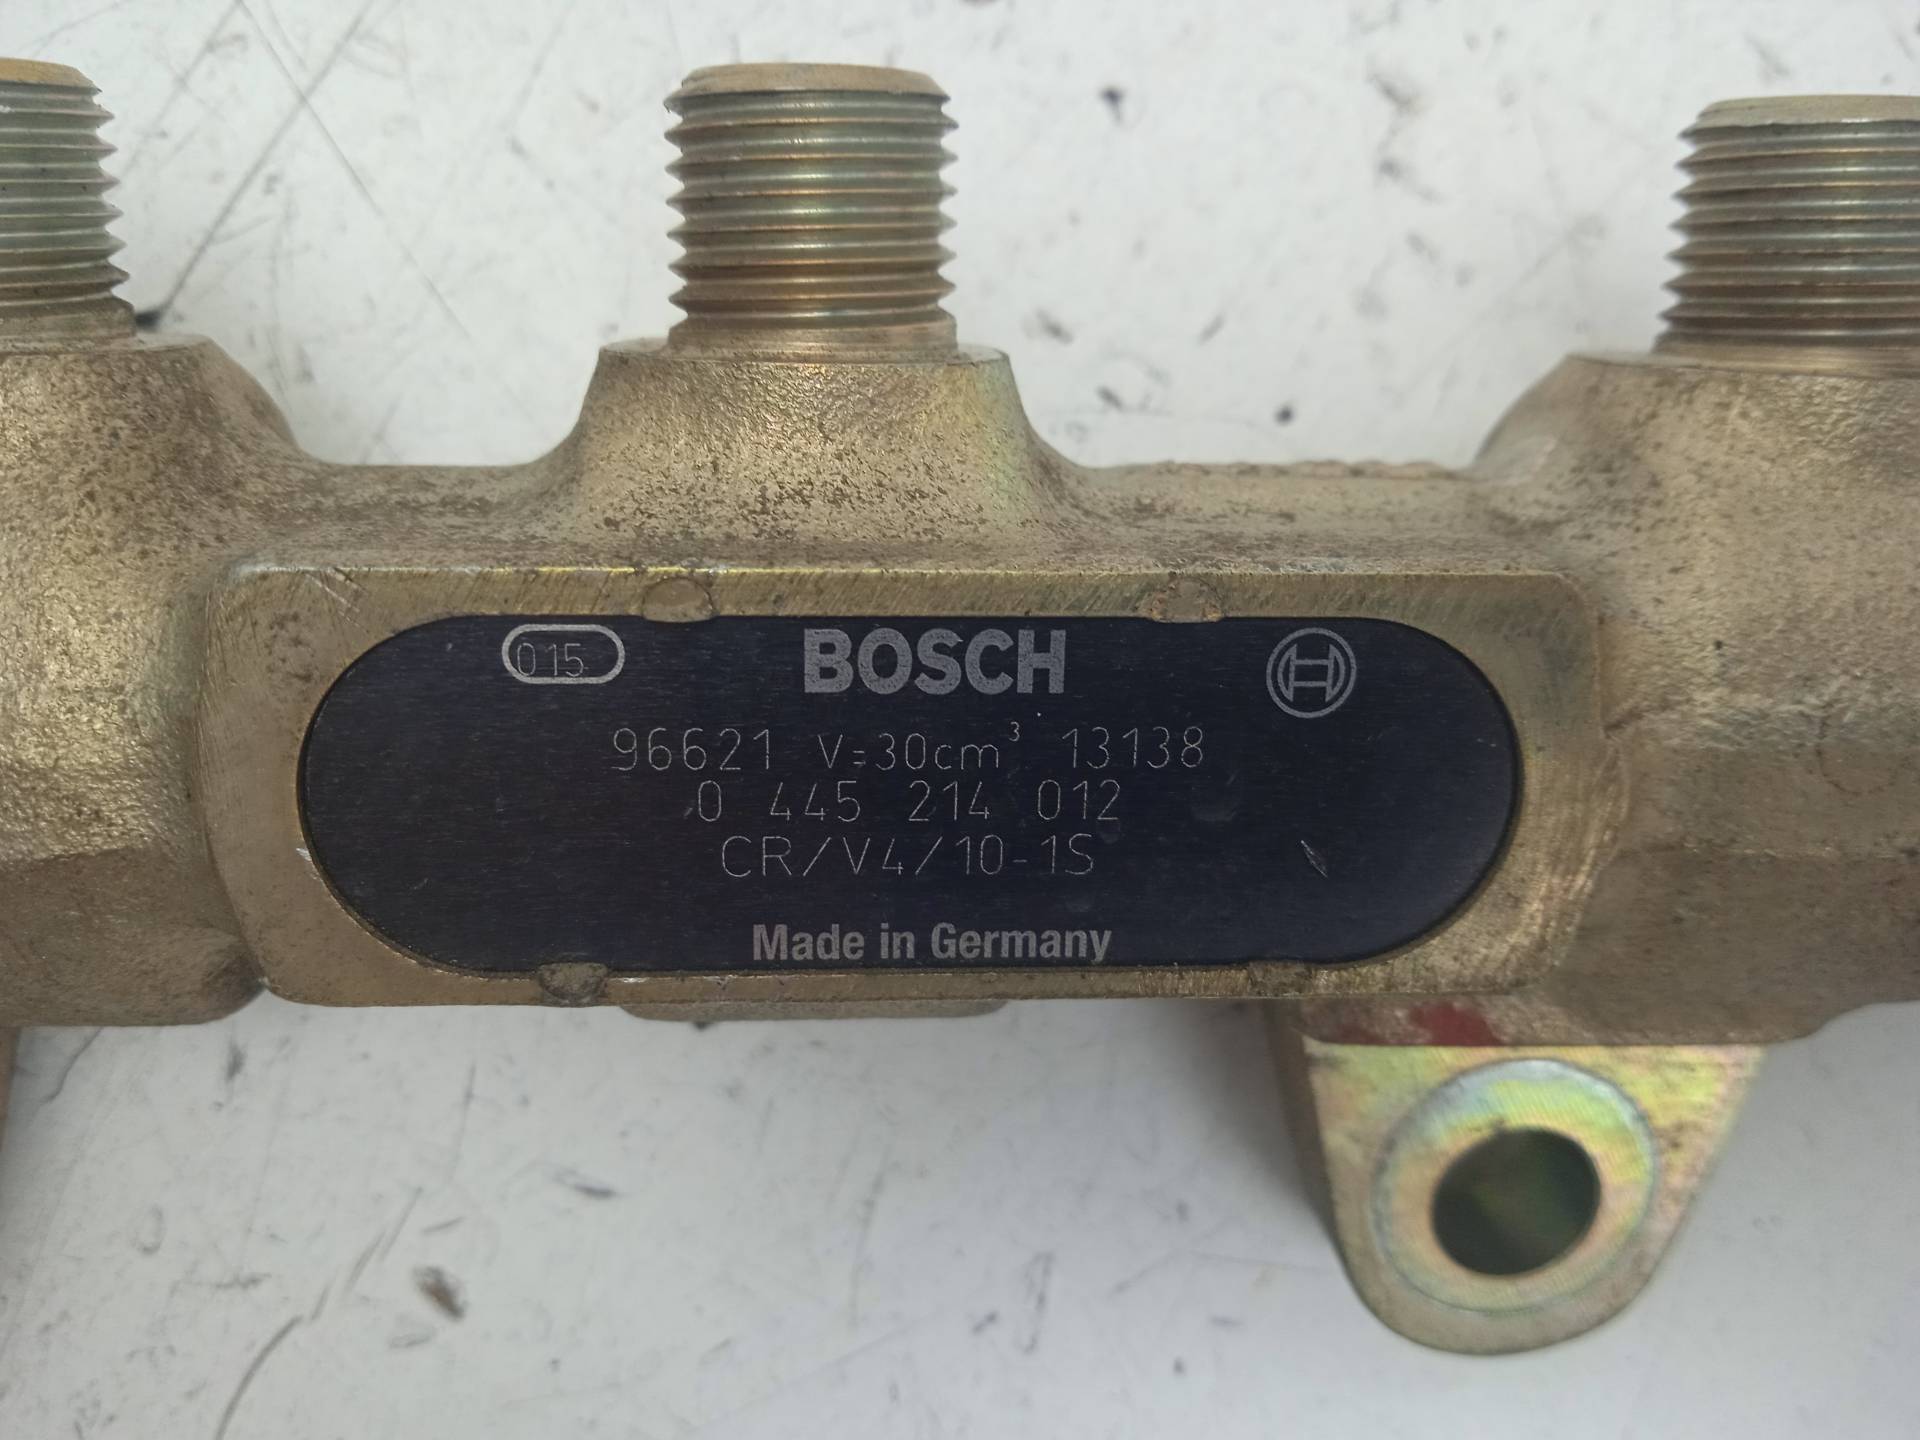 015 BOSCH
96621 V=30cm³ 13138
0 445 214 012
CR/V4/10-1S
Made in Germany